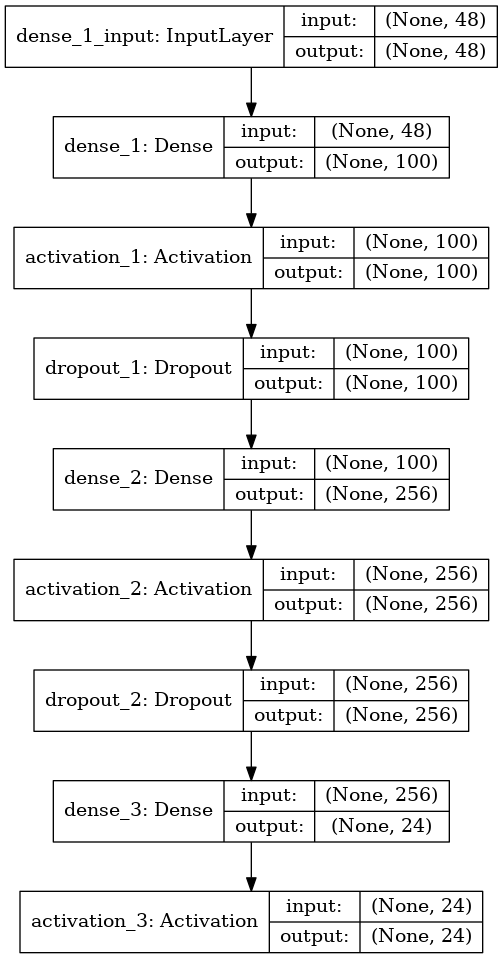 dense_1_input: InputLayer
input: (None, 48)
output: (None, 48)
dense_1: Dense
input: (None, 48)
output: (None, 100)
activation_1: Activation
input: (None, 100)
output: (None, 100)
dropout_1: Dropout
input: (None, 100)
output: (None, 100)
dense_2: Dense
input: (None, 100)
output: (None, 256)
activation_2: Activation
input: (None, 256)
output: (None, 256)
dropout_2: Dropout
input: (None, 256)
output: (None, 256)
dense_3: Dense
input: (None, 256)
output: (None, 24)
activation_3: Activation
input: (None, 24)
output: (None, 24)